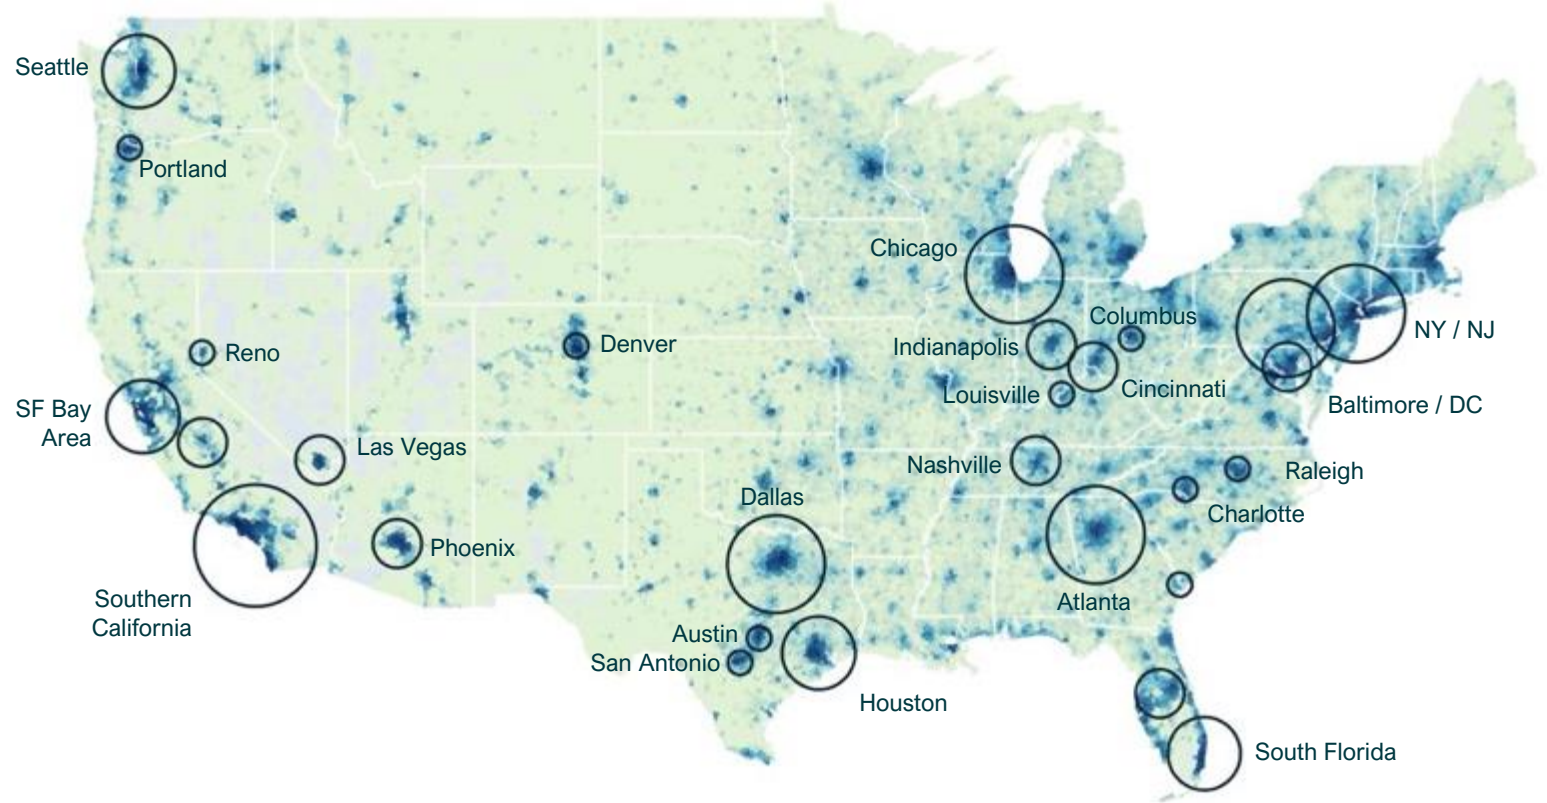 Seattle
Portland
Chicago
Columbus
NY / NJ
Reno
Denver
Indianapolis
Cincinnati
Louisville
Baltimore / DC
SF Bay
Area
Las Vegas
Nashville
Raleigh
Dallas
Charlotte
Phoenix
Southern
California
Atlanta
Austin
San Antonio
Houston
South Florida